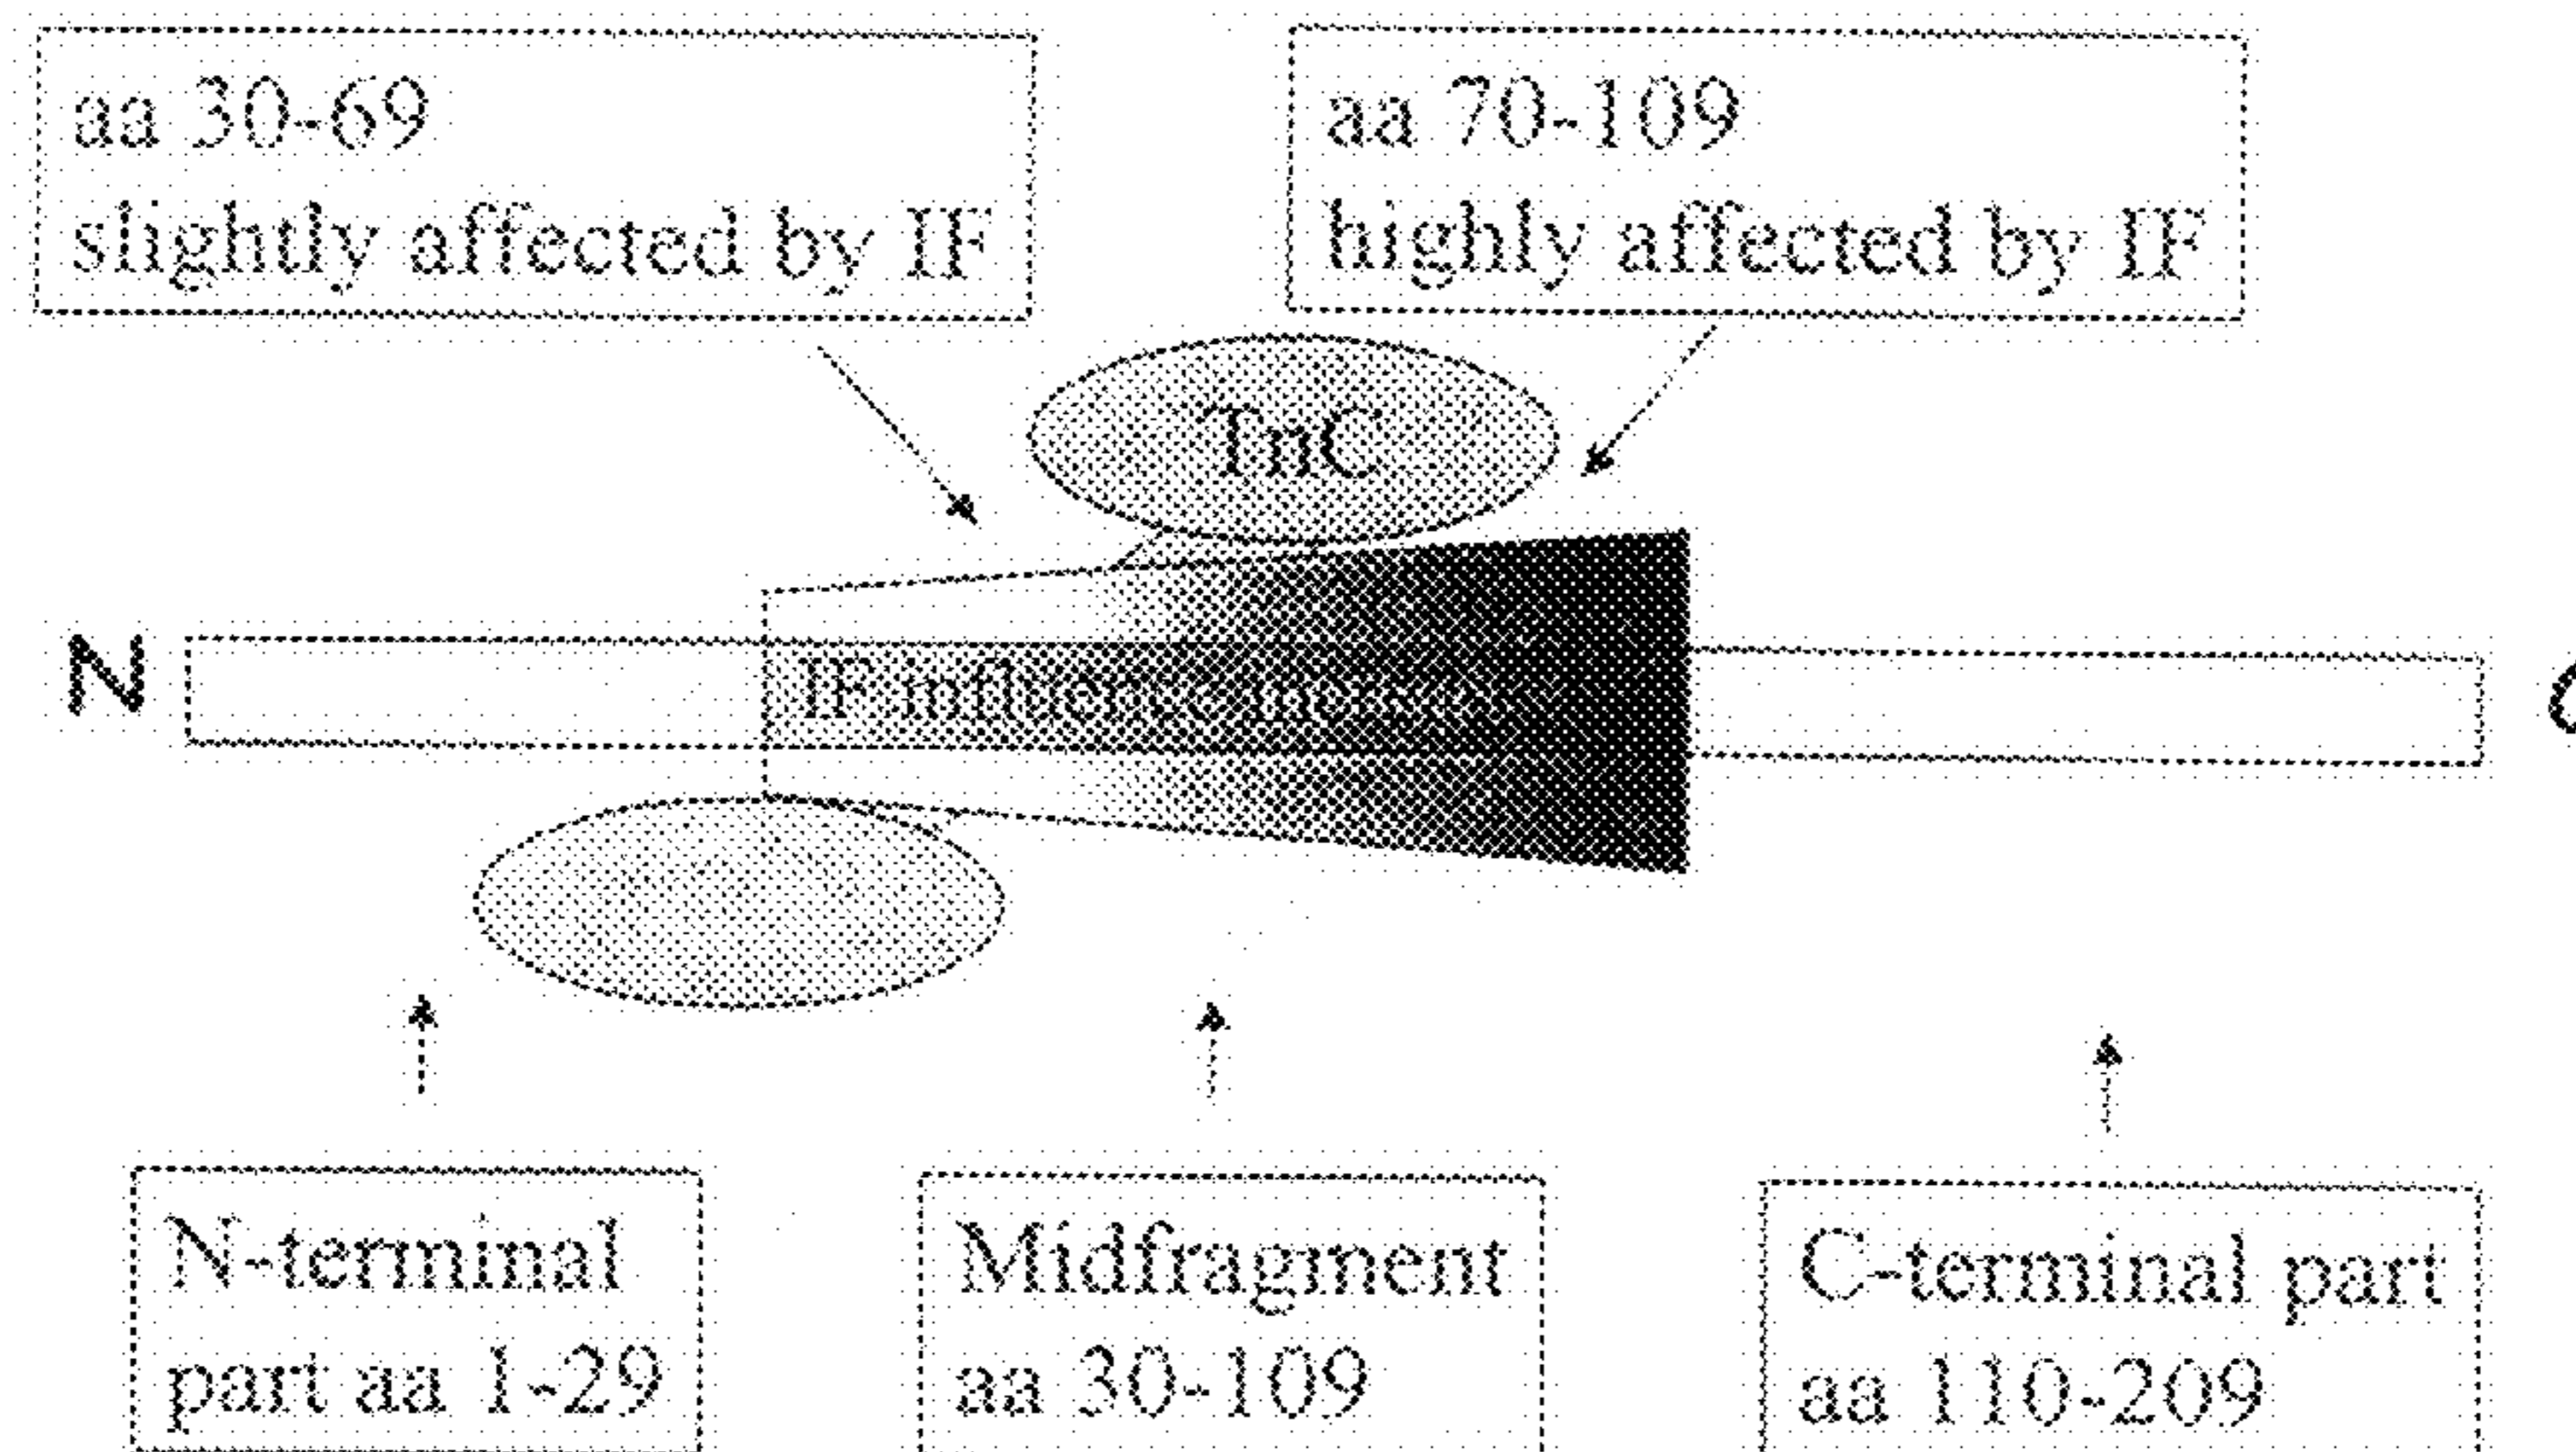 aa 30-69
slightly affected by IF
aa 70-109
highly affected by IF
TnC
N
IF influence
C
N-terminal
part aa 1-29
Midfragment
aa 30-109
C-terminal part
aa 110-209